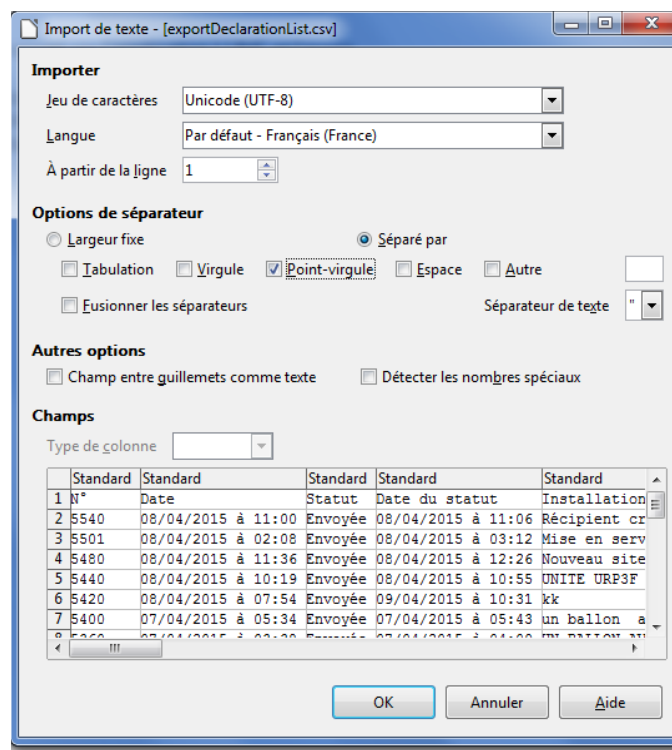 Import de texte - [exportDeclarationList.csv]
Importer
Jeu de caractères Unicode (UTF-8)
Langue Par défaut - Français (France)
À partir de la ligne 1
Options de séparateur
Largeur fixe Séparé par
Tabulation Virgule Point-virgule Espace Autre
Fusionner les séparateurs Séparateur de texte "
Autres options
Champ entre guillemets comme texte Détecter les nombres spéciaux
Champs
Type de colonne
Standard Standard Standard Standard Standard
1 N° Date Statut Date du statut Installation
2 5540 08/04/2015 à 11:00 Envoyée 08/04/2015 à 11:06 Récipient cr
3 5501 08/04/2015 à 02:08 Envoyée 08/04/2015 à 03:12 Mise en serv
4 5480 08/04/2015 à 11:36 Envoyée 08/04/2015 à 12:26 Nouveau site
5 5440 08/04/2015 à 10:19 Envoyée 08/04/2015 à 10:55 UNITE URP3F
6 5420 08/04/2015 à 07:54 Envoyée 09/04/2015 à 10:31 kk
7 5400 07/04/2015 à 05:34 Envoyée 07/04/2015 à 05:43 un ballon a
OK Annuler Aide